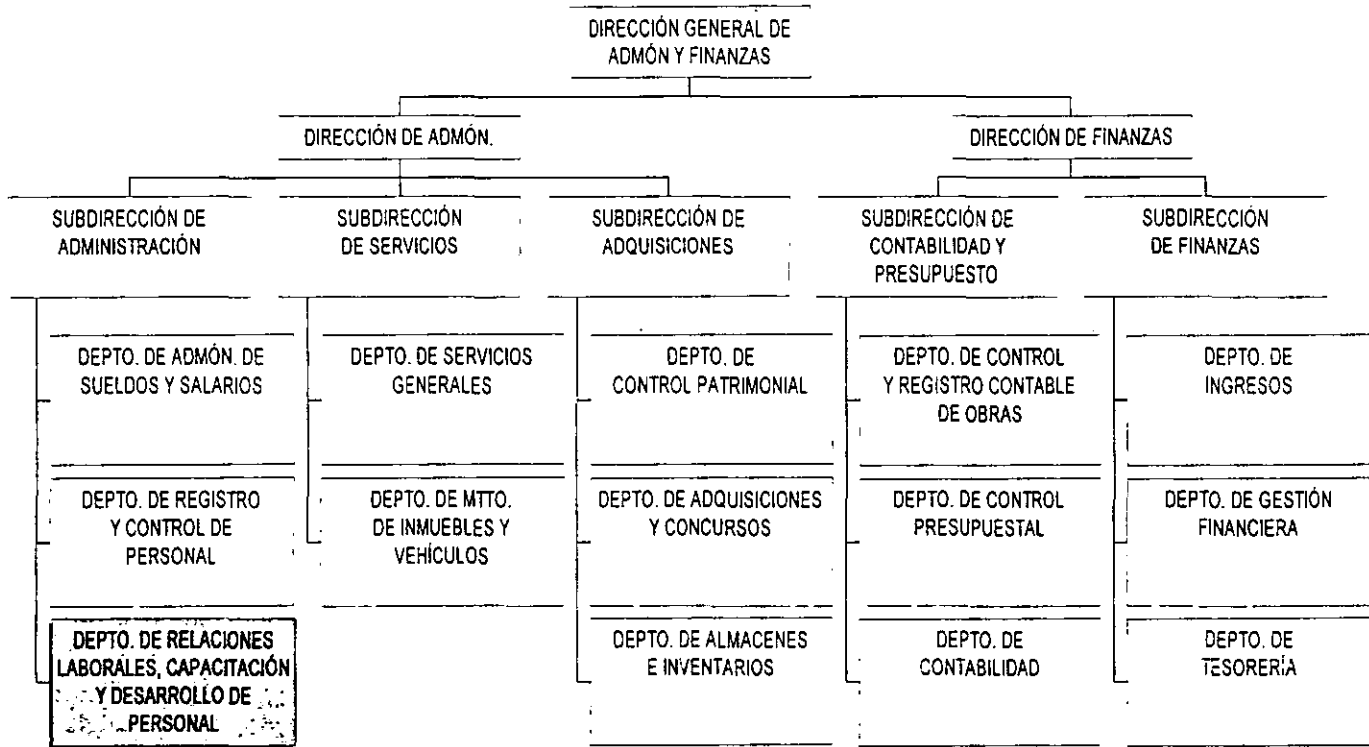 DIRECCIÓN GENERAL DE
ADMÓN Y FINANZAS
DIRECCIÓN DE ADMÓN.
DIRECCIÓN DE FINANZAS
SUBDIRECCIÓN DE
ADMINISTRACIÓN
SUBDIRECCIÓN
DE SERVICIOS
SUBDIRECCIÓN DE
ADQUISICIONES
SUBDIRECCIÓN DE
CONTABILIDAD Y
PRESUPUESTO
SUBDIRECCIÓN
DE FINANZAS
DEPTO. DE ADMÓN. DE
SUELDOS Y SALARIOS
DEPTO. DE SERVICIOS
GENERALES
DEPTO. DE
CONTROL PATRIMONIAL
DEPTO. DE CONTROL
Y REGISTRO CONTABLE
DE OBRAS
DEPTO. DE
INGRESOS
DEPTO. DE REGISTRO
Y CONTROL DE
PERSONAL
DEPTO. DE MTTO.
DE INMUEBLES Y
VEHÍCULOS
DEPTO. DE ADQUISICIONES
Y CONCURSOS
DEPTO. DE CONTROL
PRESUPUESTAL
DEPTO. DE GESTIÓN
FINANCIERA
DEPTO. DE RELACIONES
LABORALES, CAPACITACIÓN
Y DESARROLLO DE
PERSONAL
DEPTO. DE ALMACENES
E INVENTARIOS
DEPTO. DE
CONTABILIDAD
DEPTO. DE
TESORERÍA